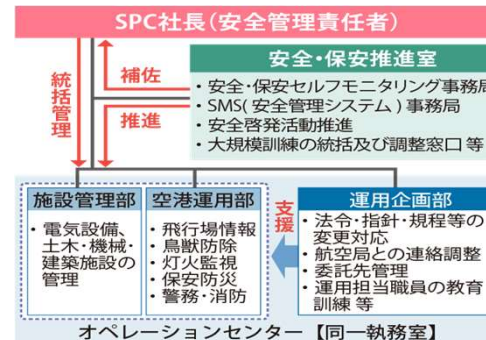 SPC社長(安全管理責任者)
安全・保安推進室
・安全・保安セルフモニタリング事務局
・SMS(安全管理システム)事務局
・安全啓発活動推進
・大規模訓練の統括及び調整窓口 等
統括管理
補佐
推進
施設管理部
・電気設備、
土木・機械・
建築施設の
管理
空港運用部
・飛行場情報
・鳥獣防除
・灯火監視
・保安防災
・警務・消防
支援
運用企画部
・法令・指針・規程等の
変更対応
・航空局との連絡調整
・委託先管理
・運用担当職員の教育
訓練 等
オペレーションセンター【同一執務室】